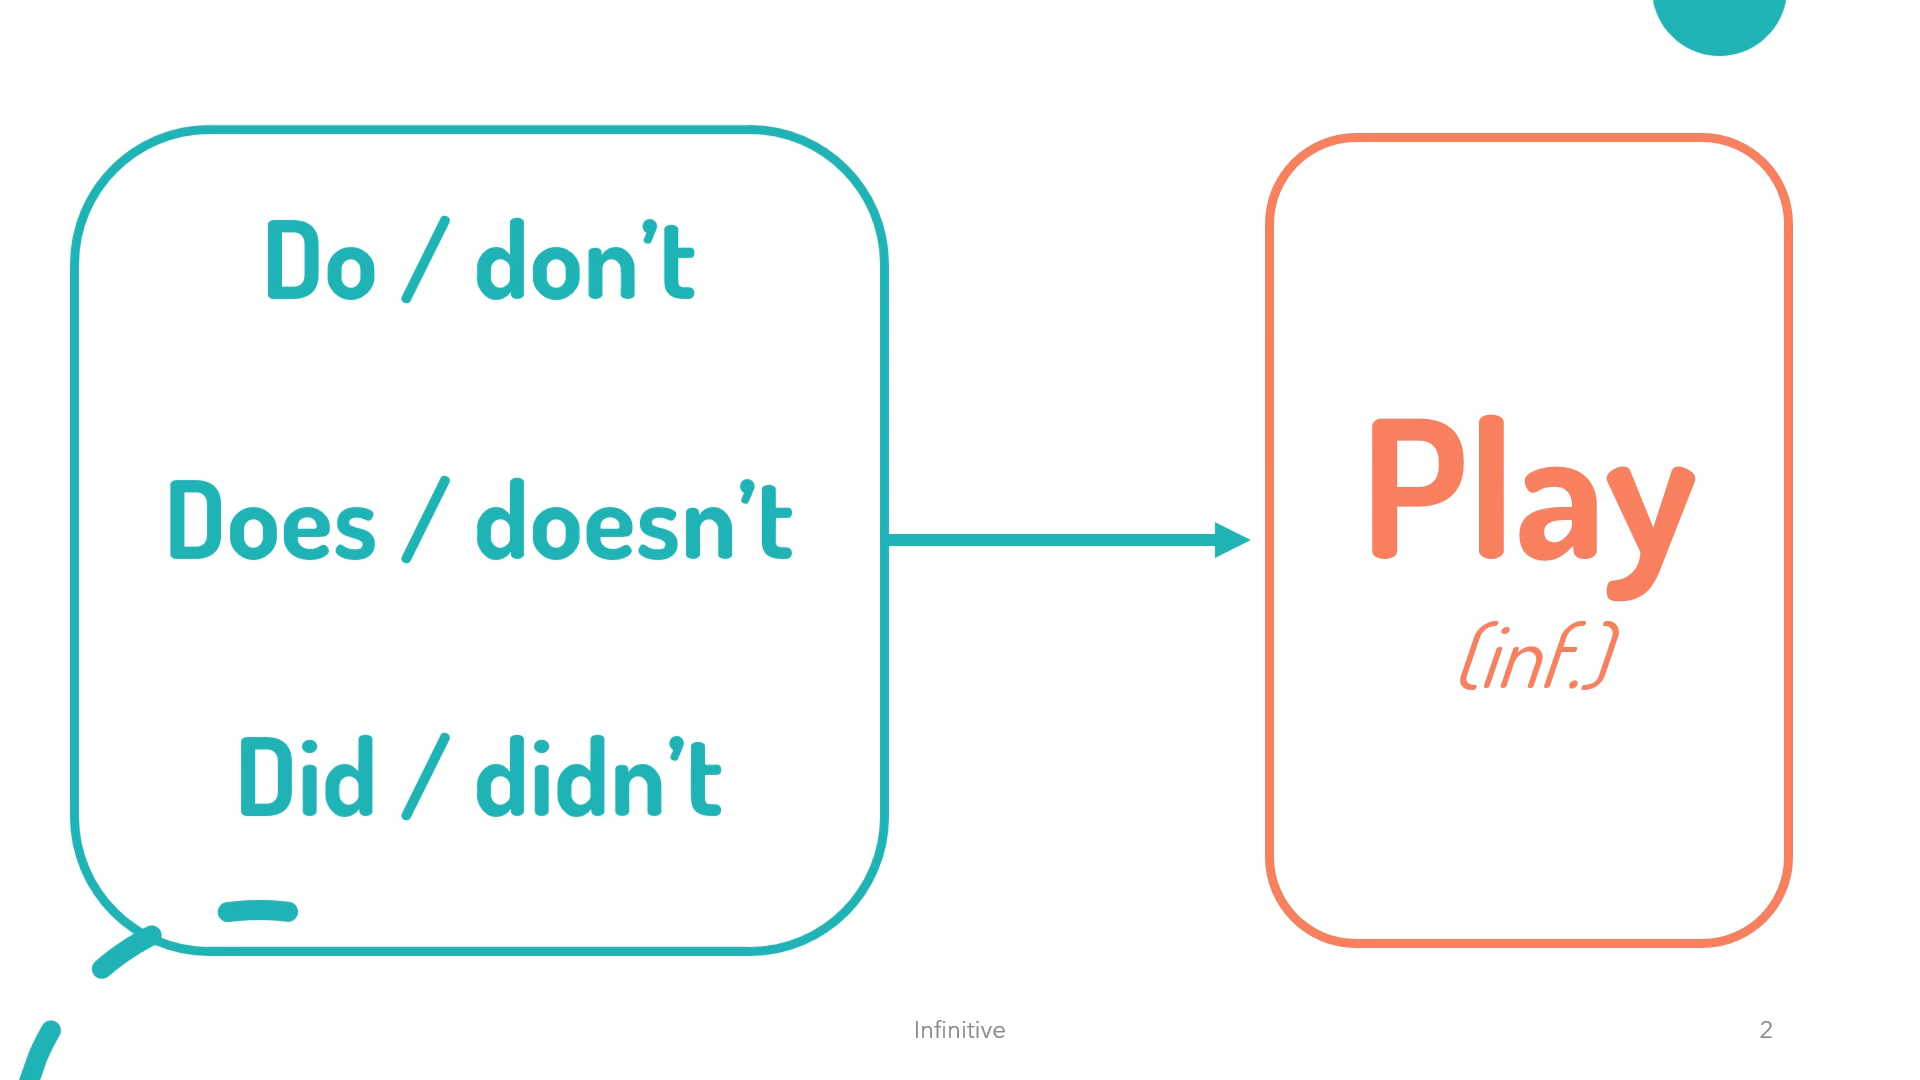 Do / don’t
Does / doesn’t
Did / didn’t
Play
(inf.)
Infinitive
2